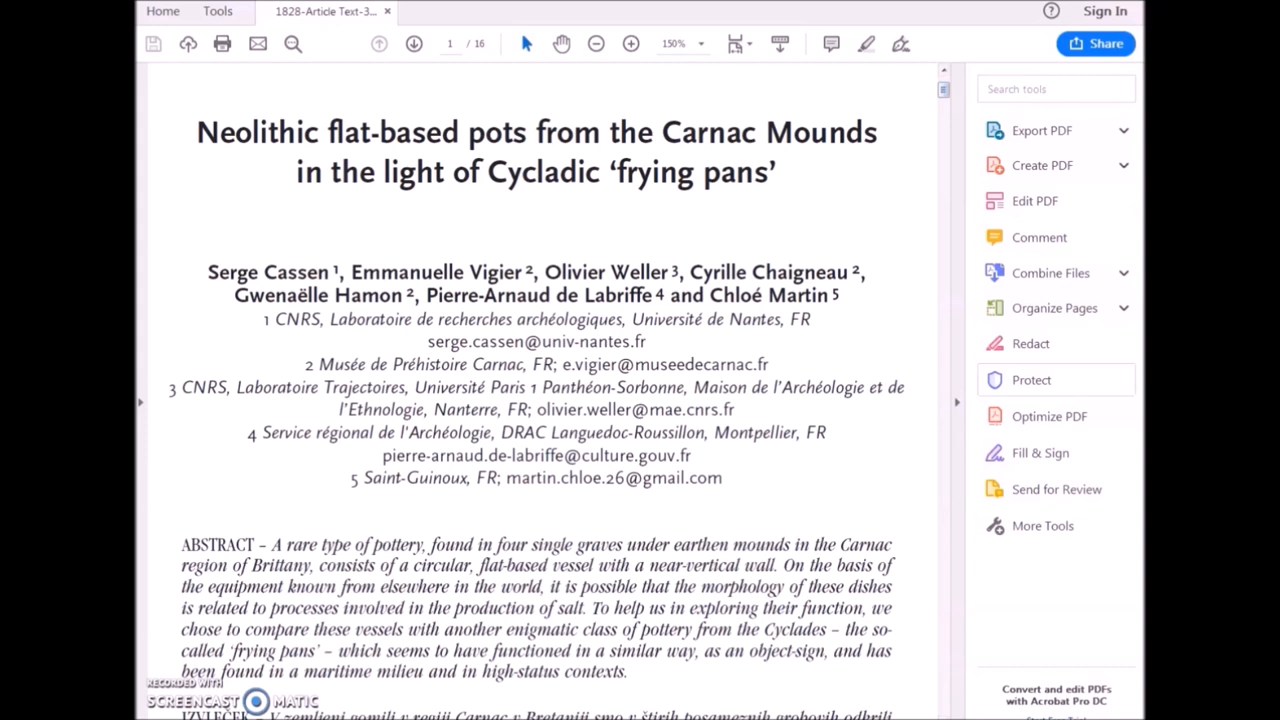 Home Tools 1828-Article Text-3... × Sign In
1 / 16 150% Share
Neolithic flat-based pots from the Carnac Mounds
in the light of Cycladic ‘frying pans’
Serge Cassen 1, Emmanuelle Vigier 2, Olivier Weller 3, Cyrille Chaigneau 2,
Gwenaëlle Hamon 2, Pierre-Arnaud de Labriffe 4 and Chloé Martin 5
1 CNRS, Laboratoire de recherches archéologiques, Université de Nantes, FR
serge.cassen@univ-nantes.fr
2 Musée de Préhistoire Carnac, FR; e.vigier@museedecarnac.fr
3 CNRS, Laboratoire Trajectoires, Université Paris 1 Panthéon-Sorbonne, Maison de l’Archéologie et de
l’Ethnologie, Nanterre, FR; olivier.weller@mae.cnrs.fr
4 Service régional de l'Archéologie, DRAC Languedoc-Roussillon, Montpellier, FR
pierre-arnaud.de-labriffe@culture.gouv.fr
5 Saint-Guinoux, FR; martin.chloe.26@gmail.com
ABSTRACT – A rare type of pottery, found in four single graves under earthen mounds in the Carnac
region of Brittany, consists of a circular, flat-based vessel with a near-vertical wall. On the basis of
the equipment known from elsewhere in the world, it is possible that the morphology of these dishes
is related to processes involved in the production of salt. To help us in exploring their function, we
chose to compare these vessels with another enigmatic class of pottery from the Cyclades – the so-
called ‘frying pans’ – which seems to have functioned in a similar way, as an object-sign, and has
been found in a maritime milieu and in high-status contexts.
IZVLEČEK – V zemljeni gomili v regiji Carnac v Bretaniji smo v štirih posameznih grobovih odkrili
RECORDED WITH
SCREENCAST MATIC
Search tools
Export PDF
Create PDF
Edit PDF
Comment
Combine Files
Organize Pages
Redact
Protect
Optimize PDF
Fill & Sign
Send for Review
More Tools
Convert and edit PDFs
with Acrobat Pro DC
Start Free Trial